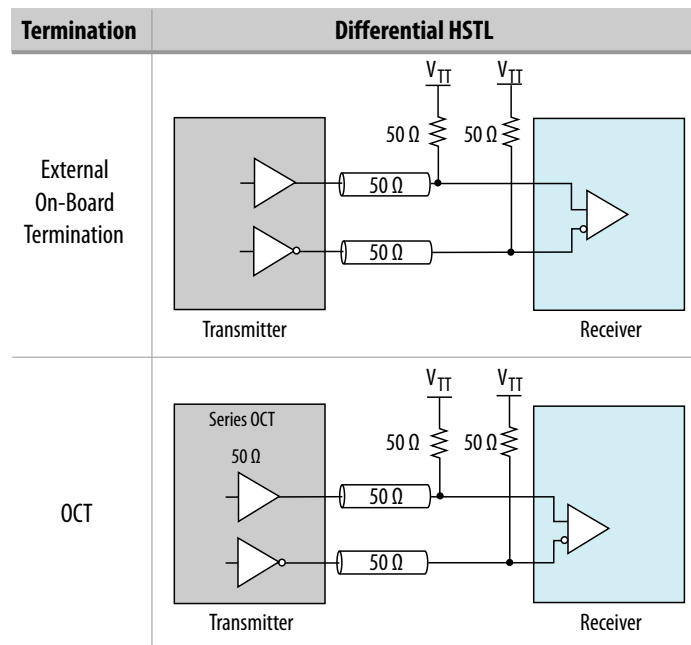 Termination
Differential HSTL
External
On-Board
Termination
V_TT V_TT
50 Ω 50 Ω
50 Ω
50 Ω
Transmitter
Receiver
OCT
V_TT V_TT
Series OCT
50 Ω
50 Ω 50 Ω
50 Ω
50 Ω
Transmitter
Receiver